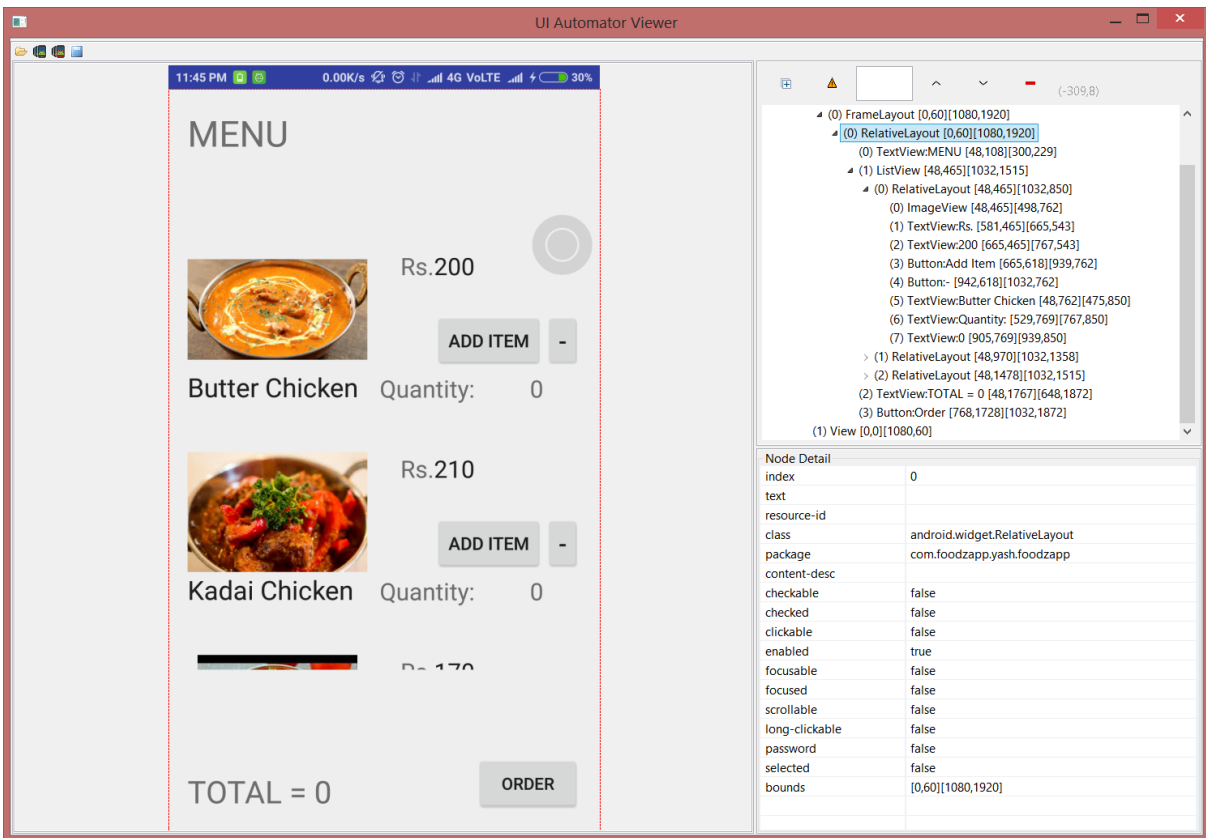 UI Automator Viewer
11:45 PM 0.00K/s 4G VoLTE 30%
MENU
Rs.200
ADD ITEM -
Butter Chicken Quantity: 0
Rs.210
ADD ITEM -
Kadai Chicken Quantity: 0
Rs.170
TOTAL = 0 ORDER
(-309,8)
(0) FrameLayout [0,60][1080,1920]
(0) RelativeLayout [0,60][1080,1920]
(0) TextView:MENU [48,108][300,229]
(1) ListView [48,465][1032,1515]
(0) RelativeLayout [48,465][1032,850]
(0) ImageView [48,465][498,762]
(1) TextView:Rs. [581,465][665,543]
(2) TextView:200 [665,465][767,543]
(3) Button:Add Item [665,618][939,762]
(4) Button:- [942,618][1032,762]
(5) TextView:Butter Chicken [48,762][475,850]
(6) TextView:Quantity: [529,769][767,850]
(7) TextView:0 [905,769][939,850]
(1) RelativeLayout [48,970][1032,1358]
(2) RelativeLayout [48,1478][1032,1515]
(2) TextView:TOTAL = 0 [48,1767][648,1872]
(3) Button:Order [768,1728][1032,1872]
(1) View [0,0][1080,60]
Node Detail
index 0
text
resource-id
class android.widget.RelativeLayout
package com.foodzapp.yash.foodzapp
content-desc
checkable false
checked false
clickable false
enabled true
focusable false
focused false
scrollable false
long-clickable false
password false
selected false
bounds [0,60][1080,1920]